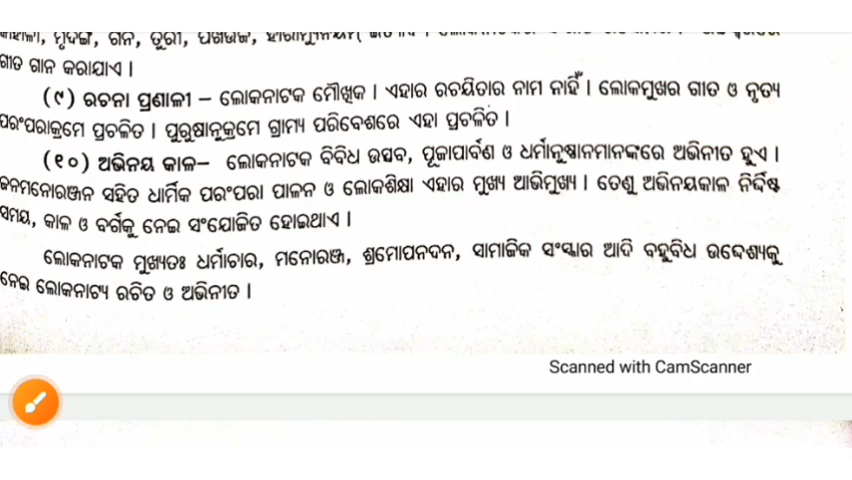 ଗୀତ ଗାନ କରାଯାଏ ।
(୯) ରଚନା ପ୍ରଣାଳୀ – ଲୋକନାଟକ ମୌଖିକ । ଏହାର ରଚୟିତାର ନାମ ନାହିଁ । ଲୋକମୁଖର ଗୀତ ଓ ନୃତ୍ୟ
ପରଂପରାକ୍ରମେ ପ୍ରଚଳିତ । ପୁରୁଷାନୁକ୍ରମେ ଗ୍ରାମ୍ୟ ପରିବେଶରେ ଏହା ପ୍ରଚଳିତ ।
(୧୦) ଅଭିନୟ କାଳ– ଲୋକନାଟକ ବିବିଧ ଉତ୍ସବ, ପୂଜାପାର୍ବଣ ଓ ଧର୍ମାନୁଷ୍ଠାନମାନଙ୍କରେ ଅଭିନୀତ ହୁଏ ।
ଜନମନୋରଞ୍ଜନ ସହିତ ଧାର୍ମିକ ପରଂପରା ପାଳନ ଓ ଲୋକଶିକ୍ଷା ଏହାର ମୁଖ୍ୟ ଆଭିମୁଖ୍ୟ । ତେଣୁ ଅଭିନୟକାଳ ନିର୍ଦ୍ଦିଷ୍ଟ
ସମୟ, କାଳ ଓ ବର୍ଗକୁ ନେଇ ସଂଯୋଜିତ ହୋଇଥାଏ ।
ଲୋକନାଟକ ମୁଖ୍ୟତଃ ଧର୍ମାଚାର, ମନୋରଞ୍ଜ, ଶ୍ରମୋପନଦନ, ସାମାଜିକ ସଂସ୍କାର ଆଦି ବହୁବିଧ ଉଦ୍ଦେଶ୍ୟକୁ
ନେଇ ଲୋକନାଟ୍ୟ ରଚିତ ଓ ଅଭିନୀତ ।
Scanned with CamScanner